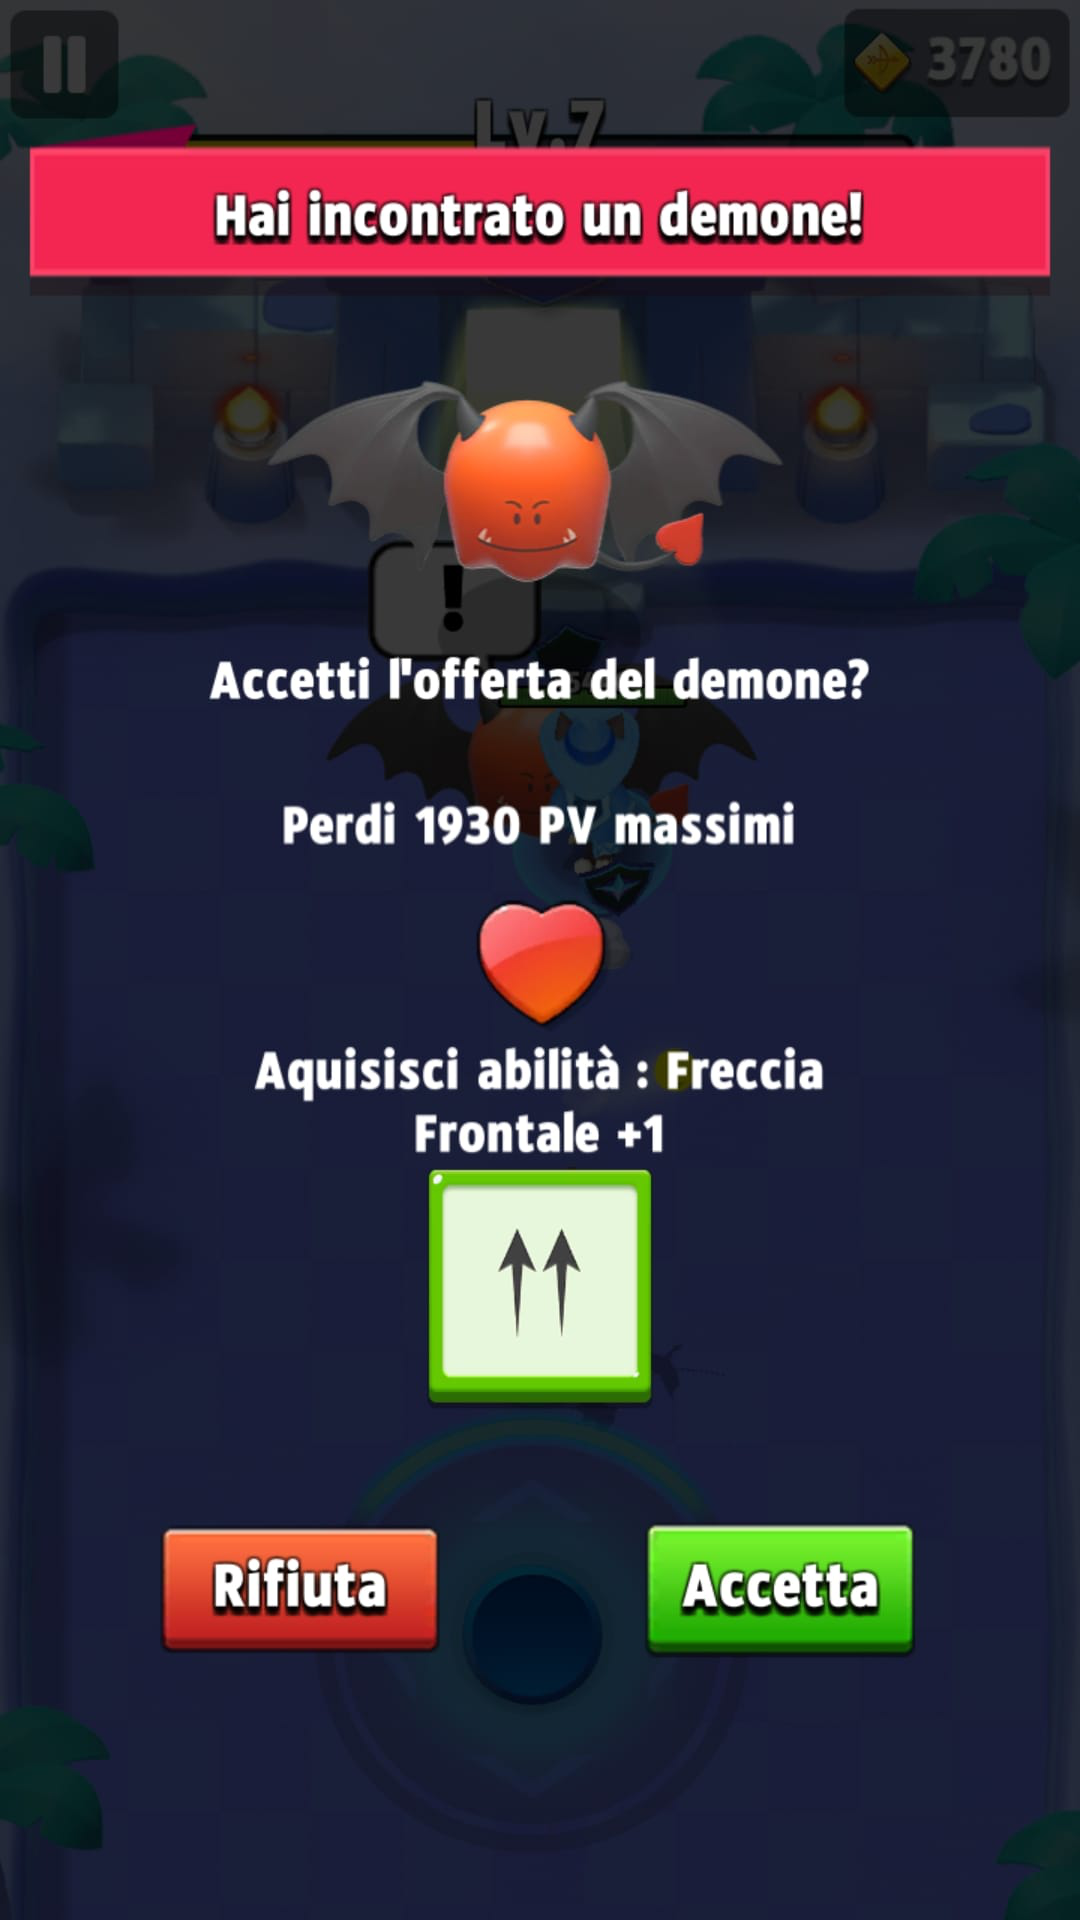 3780
Lv.7
Hai incontrato un demone!
!
Accetti l'offerta del demone?
Perdi 1930 PV massimi
Aquisisci abilità : Freccia
Frontale +1
Rifiuta
Accetta